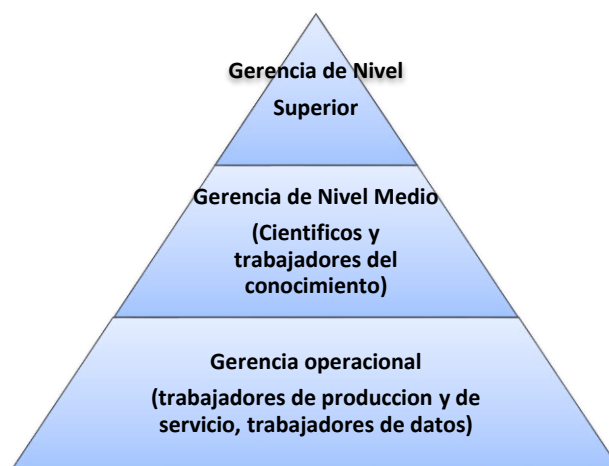 Gerencia de Nivel
Superior
Gerencia de Nivel Medio
(Cientificos y
trabajadores del
conocimiento)
Gerencia operacional
(trabajadores de produccion y de
servicio, trabajadores de datos)